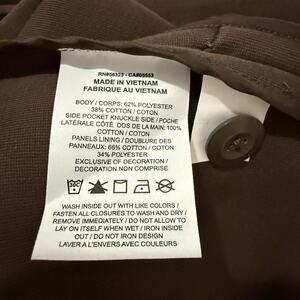 RN#56323 - CA#05553
MADE IN VIETNAM
FABRIQUE AU VIETNAM
BODY / CORPS: 62% POLYESTER
38% COTTON / COTON
SIDE POCKET KNUCKLE SIDE / POCHE
LATERALE CÔTÉ DOS DE LA MAIN: 100%
COTTON / COTON
PANELS LINING / DOUBLURE DES
PANNEAUX: 66% COTTON / COTON
34% POLYESTER
EXCLUSIVE OF DECORATION /
DECORATION NON COMPRISE
WASH INSIDE OUT WITH LIKE COLORS /
FASTEN ALL CLOSURES TO WASH AND DRY /
REMOVE IMMEDIATELY / DO NOT ALLOW TO
LAY ON ITSELF WHEN WET / IRON INSIDE
OUT / DO NOT IRON DESIGN
LAVER A L'ENVERS AVEC COULEURS